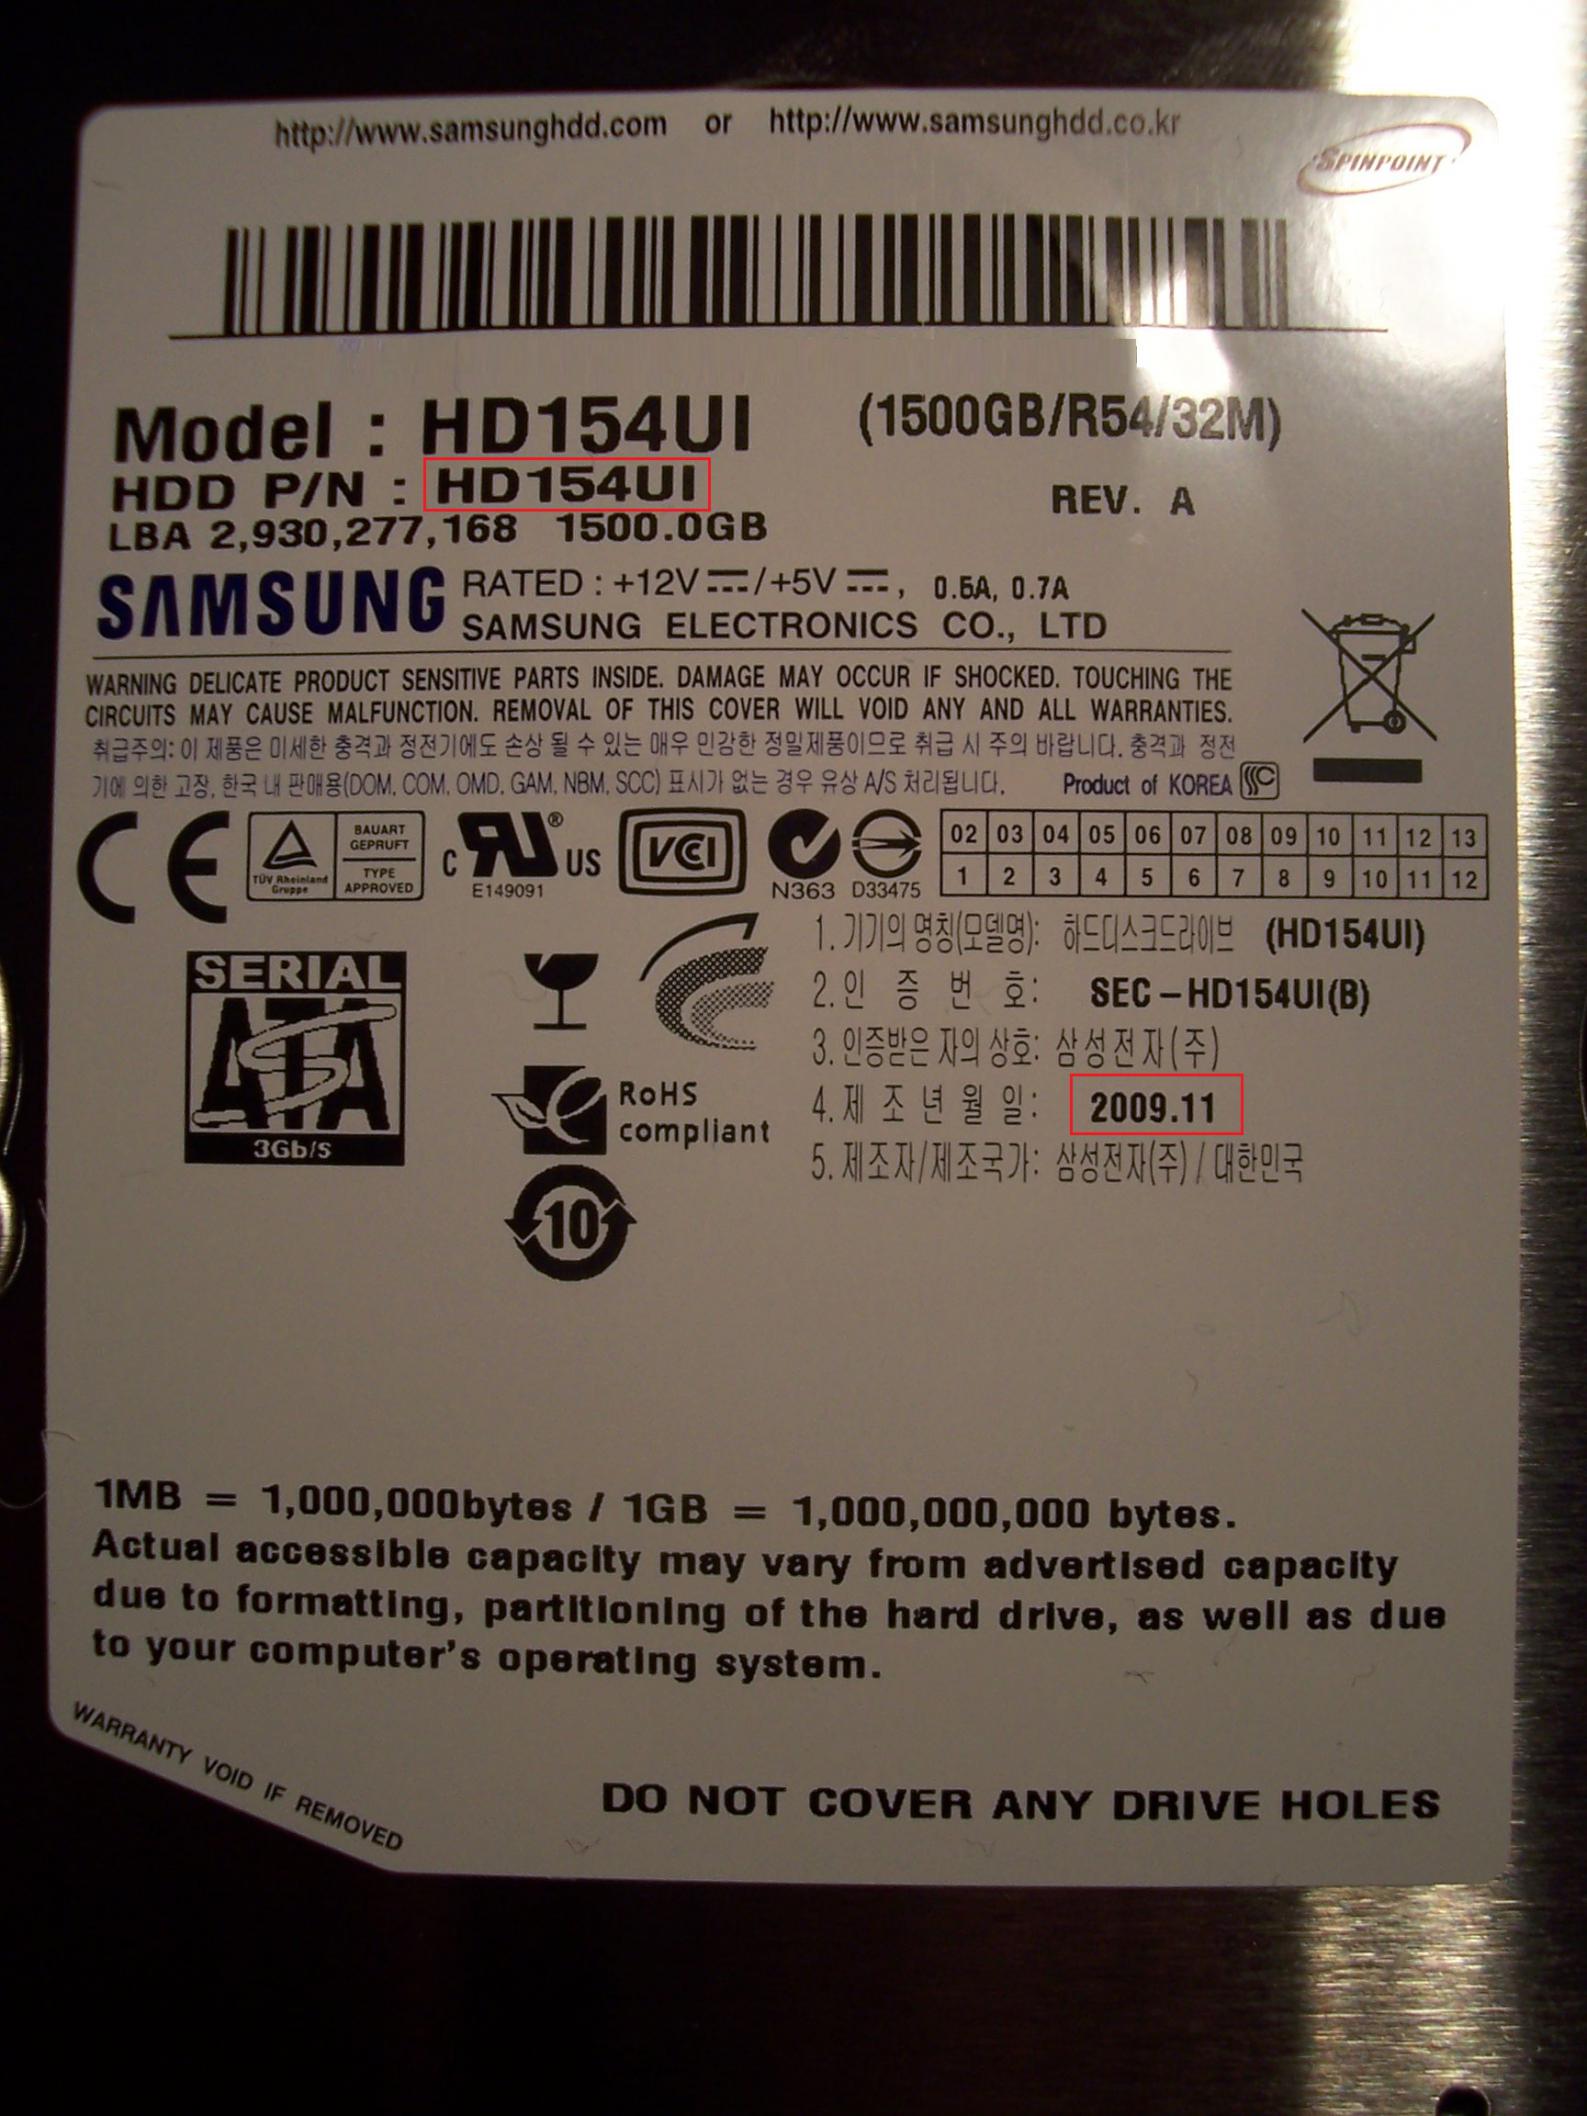 http://www.samsunghdd.com or http://www.samsunghdd.co.kr
SPINPOINT
Model : HD154UI (1500GB/R54/32M)
HDD P/N : HD154UI REV. A
LBA 2,930,277,168 1500.0GB
SAMSUNG RATED : +12V /+5V , 0.5A, 0.7A
SAMSUNG ELECTRONICS CO., LTD
WARNING DELICATE PRODUCT SENSITIVE PARTS INSIDE. DAMAGE MAY OCCUR IF SHOCKED. TOUCHING THE
CIRCUITS MAY CAUSE MALFUNCTION. REMOVAL OF THIS COVER WILL VOID ANY AND ALL WARRANTIES.
취급주의: 이 제품은 미세한 충격과 정전기에도 손상 될 수 있는 매우 민감한 정밀제품이므로 취급 시 주의 바랍니다. 충격과 정전
기에 의한 고장, 한국 내 판매용(DOM, COM, OMD, GAM, NBM, SCC) 표시가 없는 경우 유상 A/S 처리됩니다. Product of KOREA
CE
TÜV Rheinland
Gruppe
BAUART
GEPRUFT
TYPE
APPROVED
C RU ® US
E149091
VCCI
N363 D33475
02 03 04 05 06 07 08 09 10 11 12 13
1 2 3 4 5 6 7 8 9 10 11 12
1. 기기의 명칭(모델명): 하드디스크드라이브 (HD154UI)
2. 인 증 번 호: SEC-HD154UI(B)
3. 인증받은 자의 상호: 삼성전자(주)
4. 제 조 년 월 일: 2009.11
5. 제조자/제조국가: 삼성전자(주) / 대한민국
SERIAL
ATA
3Gb/s
RoHS
compliant
10
1MB = 1,000,000bytes / 1GB = 1,000,000,000 bytes.
Actual accessible capacity may vary from advertised capacity
due to formatting, partitioning of the hard drive, as well as due
to your computer's operating system.
WARRANTY VOID IF REMOVED
DO NOT COVER ANY DRIVE HOLES